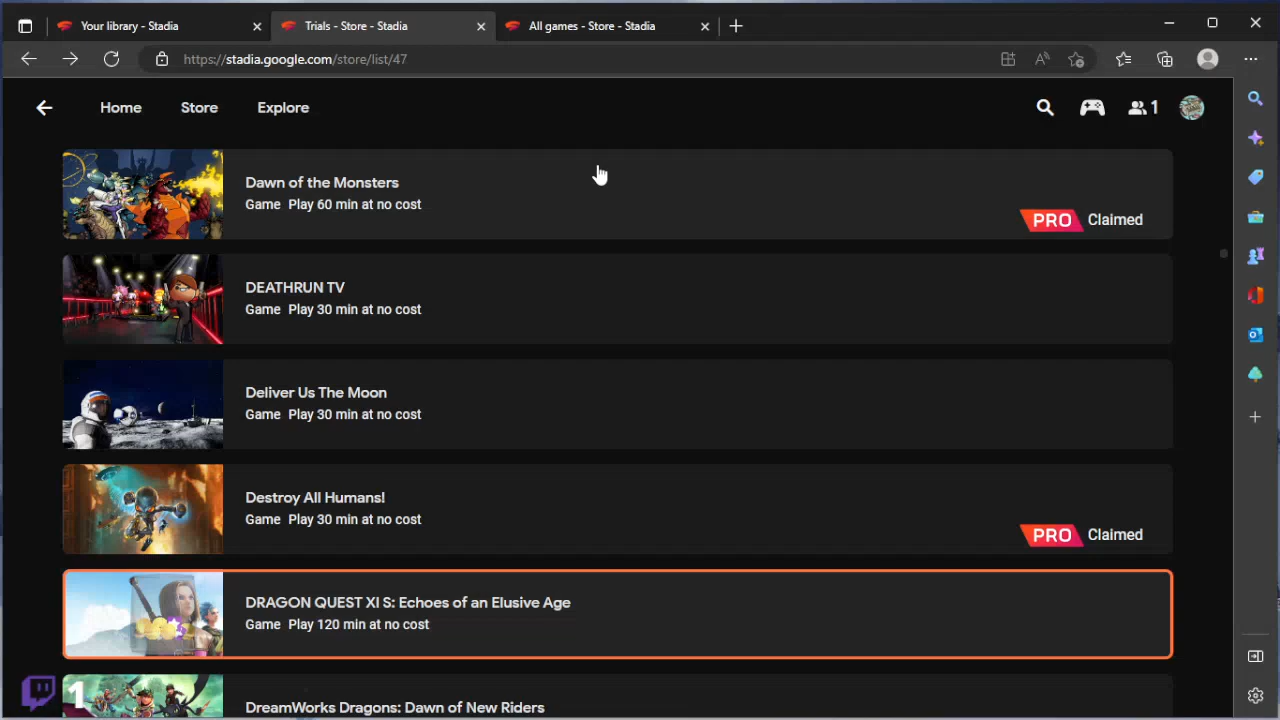 Your library - Stadia
Trials - Store - Stadia
All games - Store - Stadia
https://stadia.google.com/store/list/47
Home
Store
Explore
1
Dawn of the Monsters
Game Play 60 min at no cost
PRO Claimed
DEATHRUN TV
Game Play 30 min at no cost
Deliver Us The Moon
Game Play 30 min at no cost
Destroy All Humans!
Game Play 30 min at no cost
PRO Claimed
DRAGON QUEST XI S: Echoes of an Elusive Age
Game Play 120 min at no cost
1
DreamWorks Dragons: Dawn of New Riders